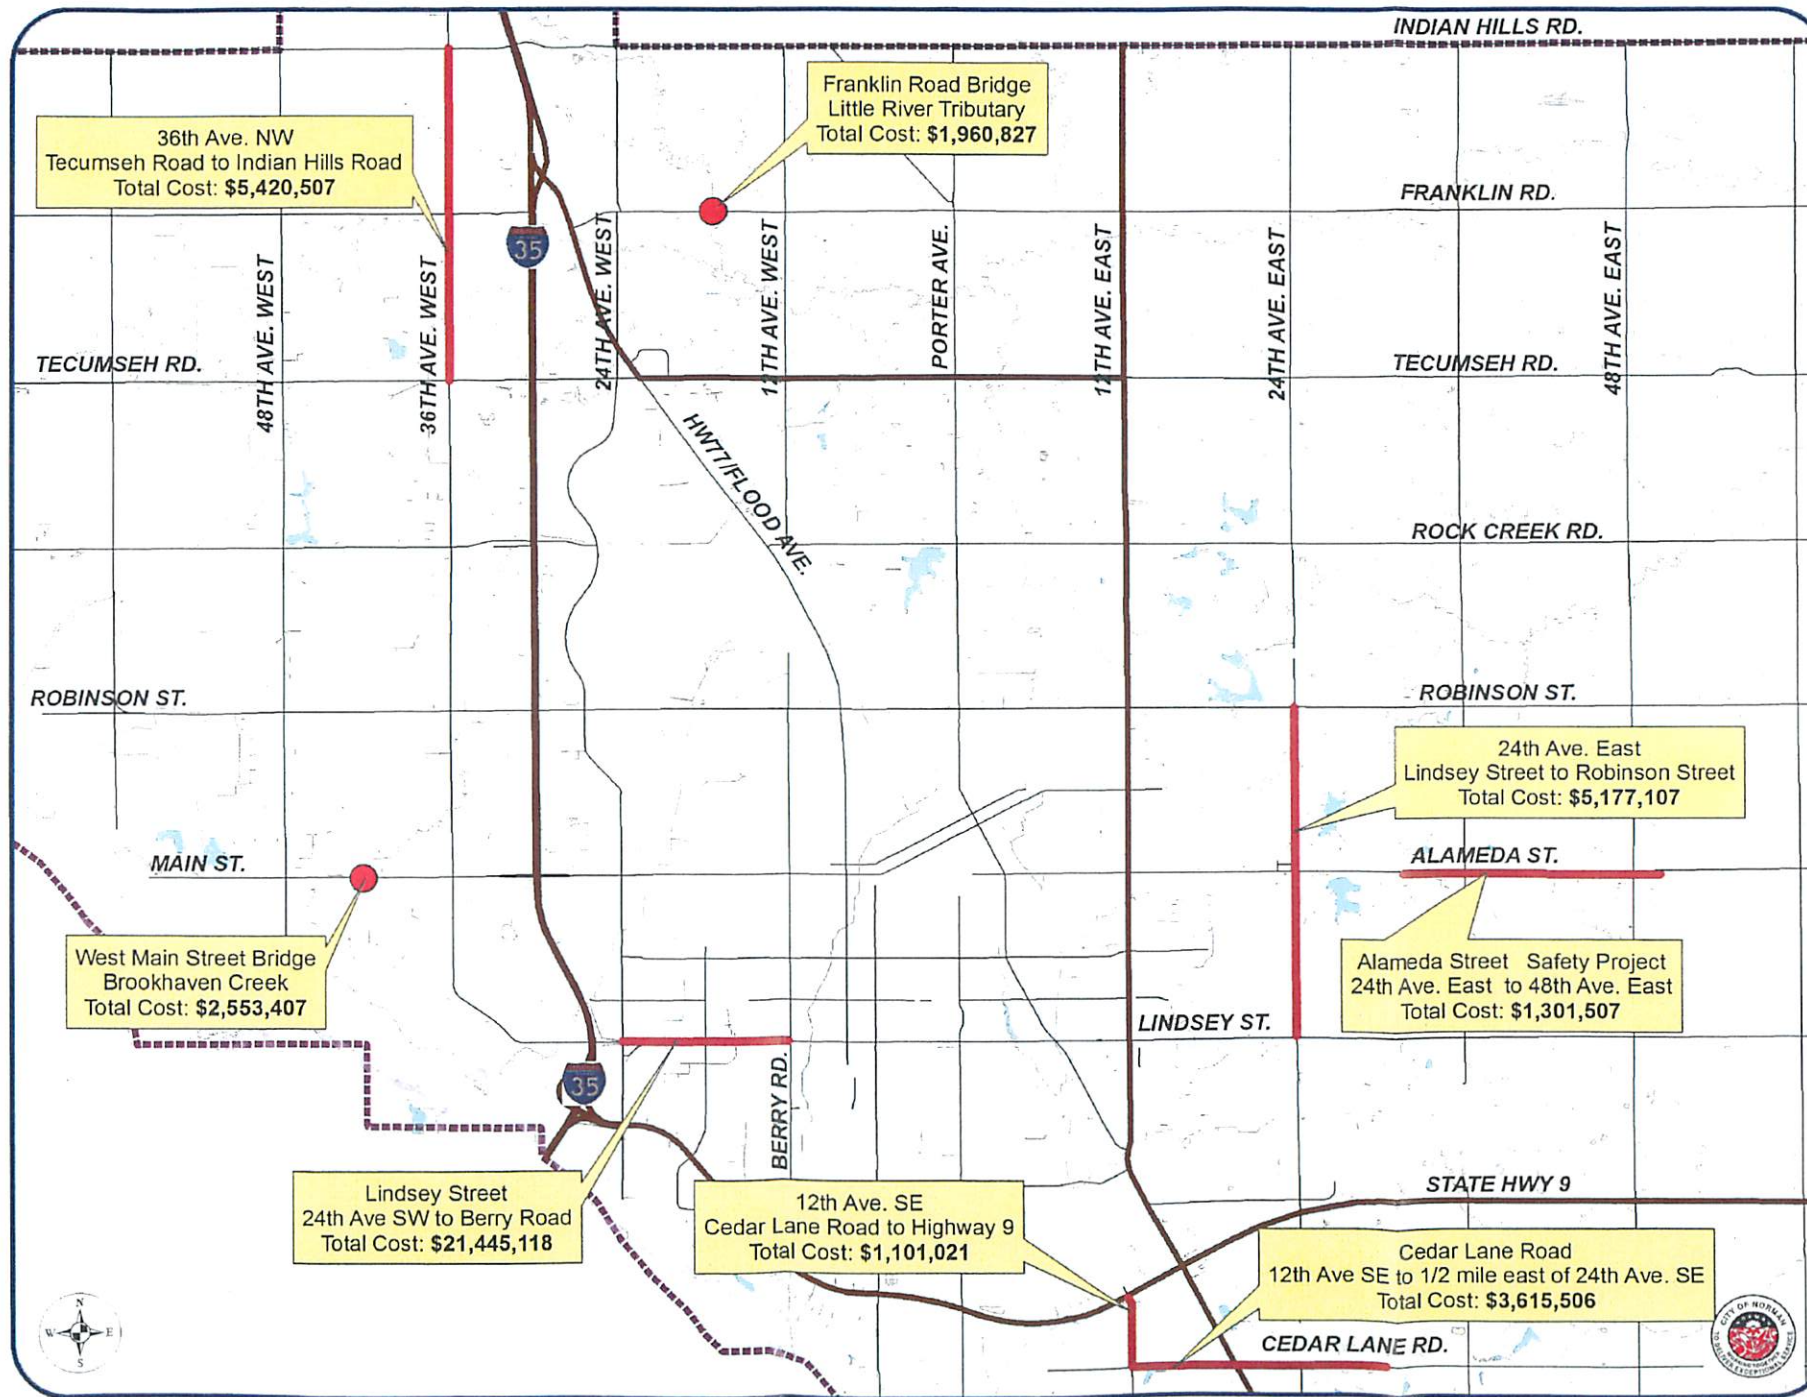 INDIAN HILLS RD.
Franklin Road Bridge
Little River Tributary
Total Cost: $1,960,827
36th Ave. NW
Tecumseh Road to Indian Hills Road
Total Cost: $5,420,507
FRANKLIN RD.
35
48TH AVE. WEST
36TH AVE. WEST
24TH AVE. WEST
12TH AVE. WEST
PORTER AVE.
12TH AVE. EAST
24TH AVE. EAST
48TH AVE. EAST
TECUMSEH RD.
TECUMSEH RD.
HW77/FLOOD AVE.
ROCK CREEK RD.
ROBINSON ST.
ROBINSON ST.
24th Ave. East
Lindsey Street to Robinson Street
Total Cost: $5,177,107
MAIN ST.
ALAMEDA ST.
West Main Street Bridge
Brookhaven Creek
Total Cost: $2,553,407
Alameda Street Safety Project
24th Ave. East to 48th Ave. East
Total Cost: $1,301,507
LINDSEY ST.
35
BERRY RD.
Lindsey Street
24th Ave SW to Berry Road
Total Cost: $21,445,118
12th Ave. SE
Cedar Lane Road to Highway 9
Total Cost: $1,101,021
STATE HWY 9
Cedar Lane Road
12th Ave SE to 1/2 mile east of 24th Ave. SE
Total Cost: $3,615,506
CEDAR LANE RD.
N
W E
S
CITY OF NORMAN